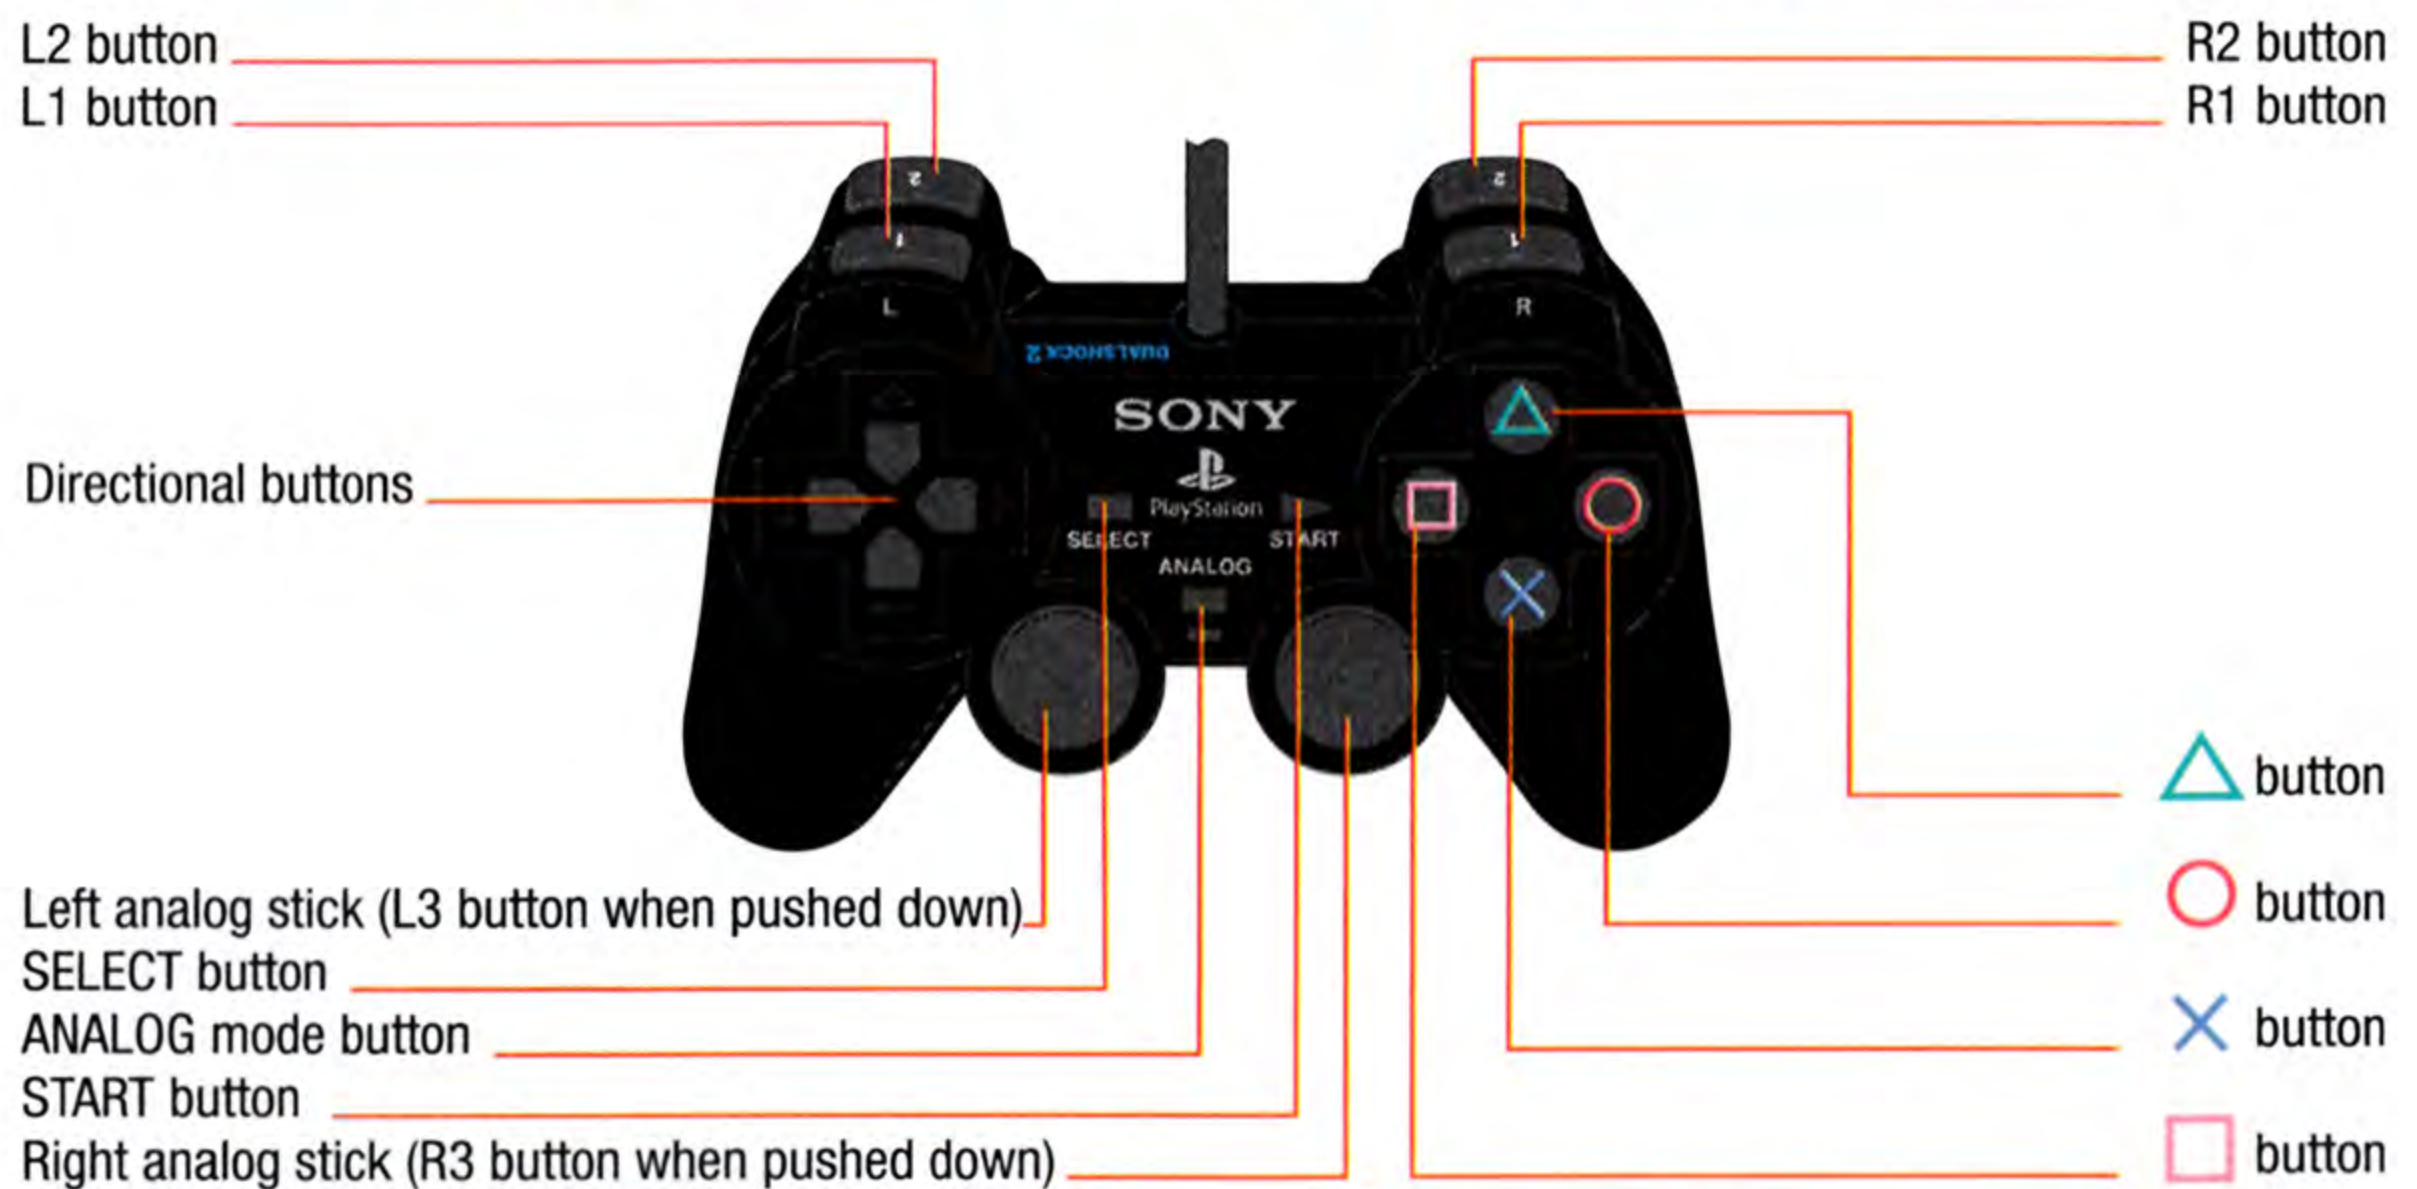 L2 button
R2 button
L1 button
R1 button
2
2
1
1
L
R
DUALSHOCK 2
SONY
Directional buttons
PlayStation
SELECT
START
ANALOG
△ button
○ button
Left analog stick (L3 button when pushed down)
SELECT button
ANALOG mode button
✕ button
START button
□ button
Right analog stick (R3 button when pushed down)